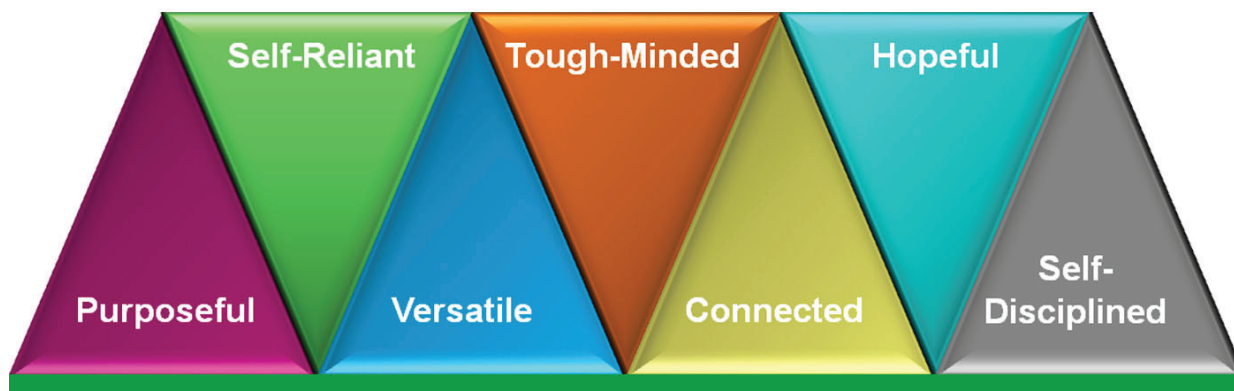 Self-Reliant
Tough-Minded
Hopeful
Purposeful
Versatile
Connected
Self-
Disciplined